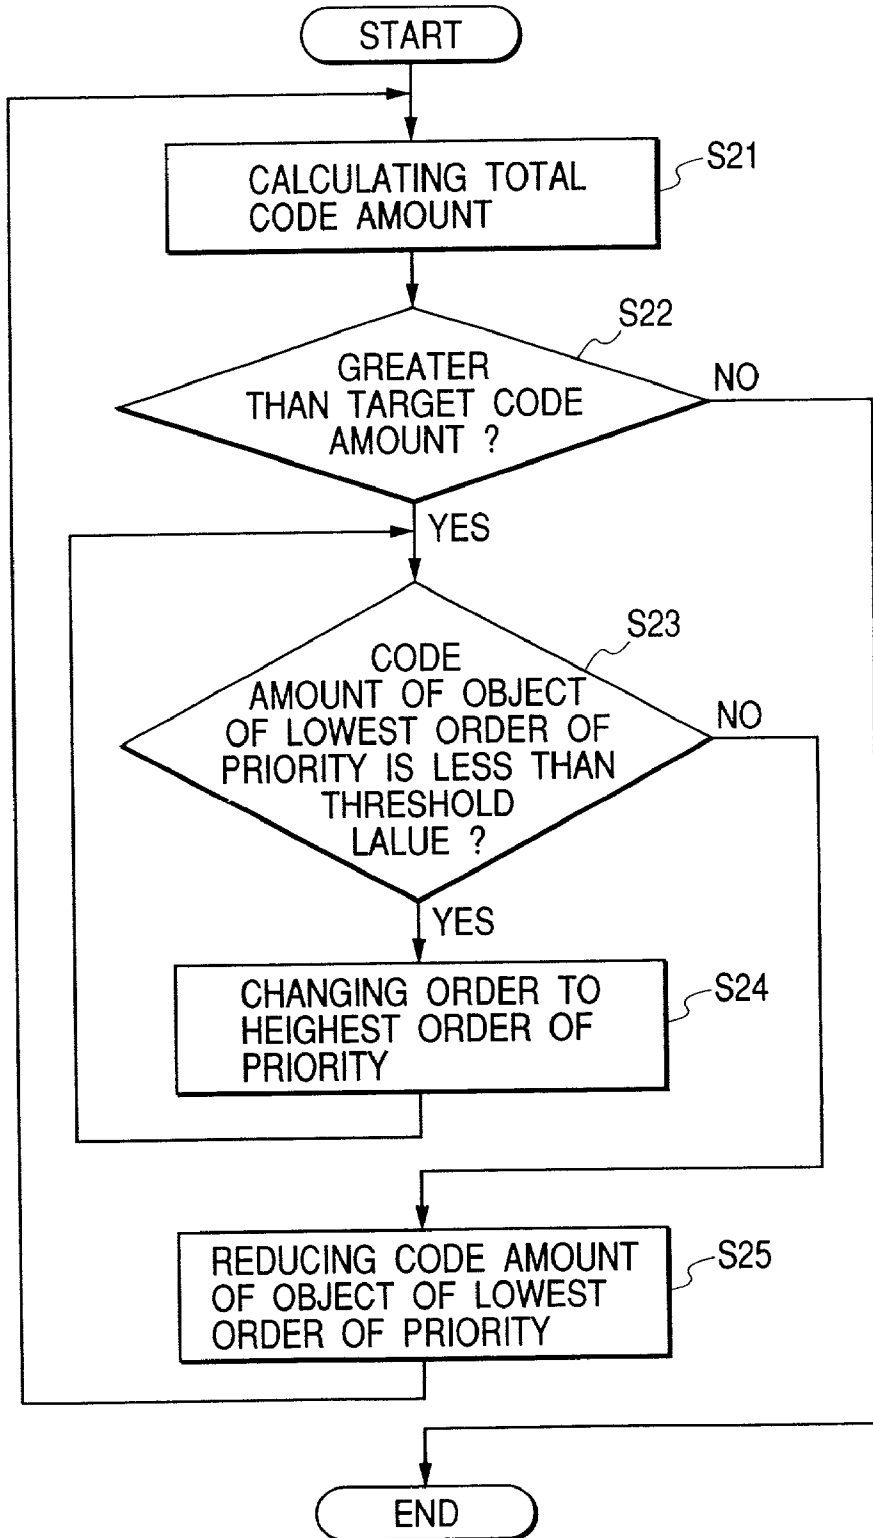 START
CALCULATING TOTAL
CODE AMOUNT
S21
GREATER
THAN TARGET CODE
AMOUNT ?
S22
NO
YES
CODE
AMOUNT OF OBJECT
OF LOWEST ORDER OF
PRIORITY IS LESS THAN
THRESHOLD
LALUE ?
S23
NO
YES
CHANGING ORDER TO
HEIGHEST ORDER OF
PRIORITY
S24
REDUCING CODE AMOUNT
OF OBJECT OF LOWEST
ORDER OF PRIORITY
S25
END